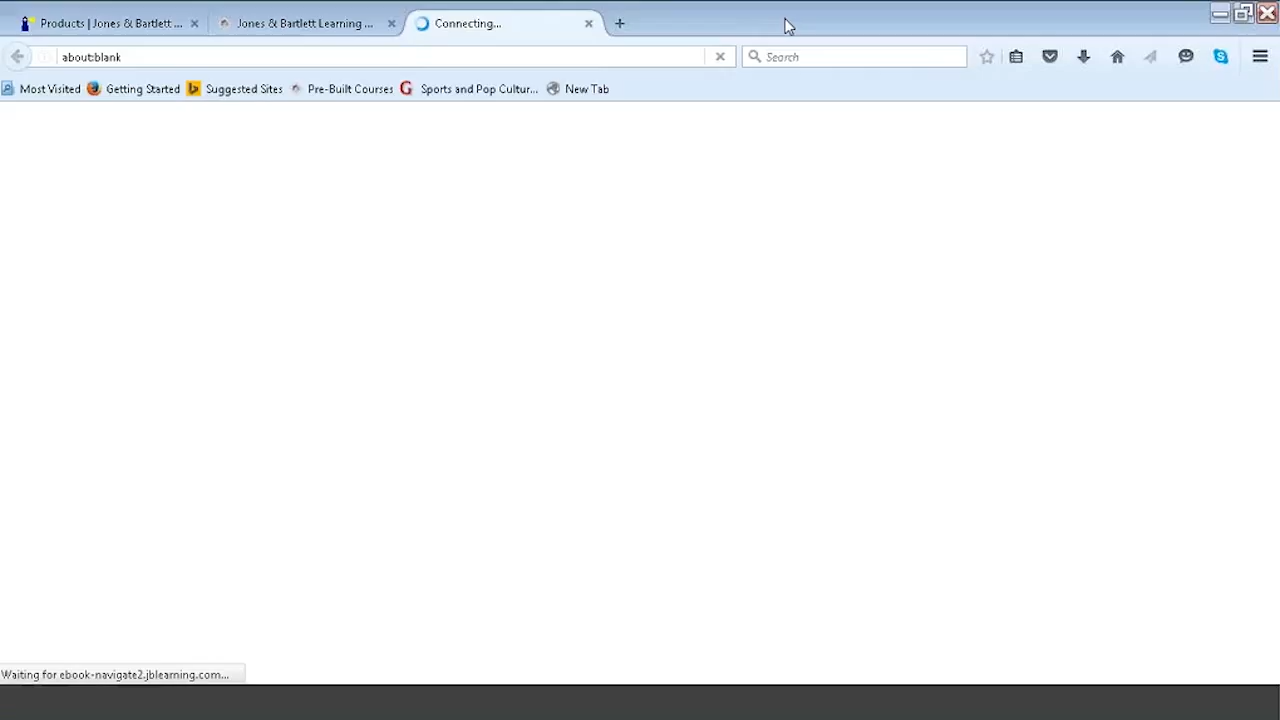 Products | Jones & Bartlett ...
Jones & Bartlett Learning ...
Connecting...
about:blank
Search
Most Visited
Getting Started
Suggested Sites
Pre-Built Courses
Sports and Pop Cultur...
New Tab
Waiting for ebook-navigate2.jblearning.com...